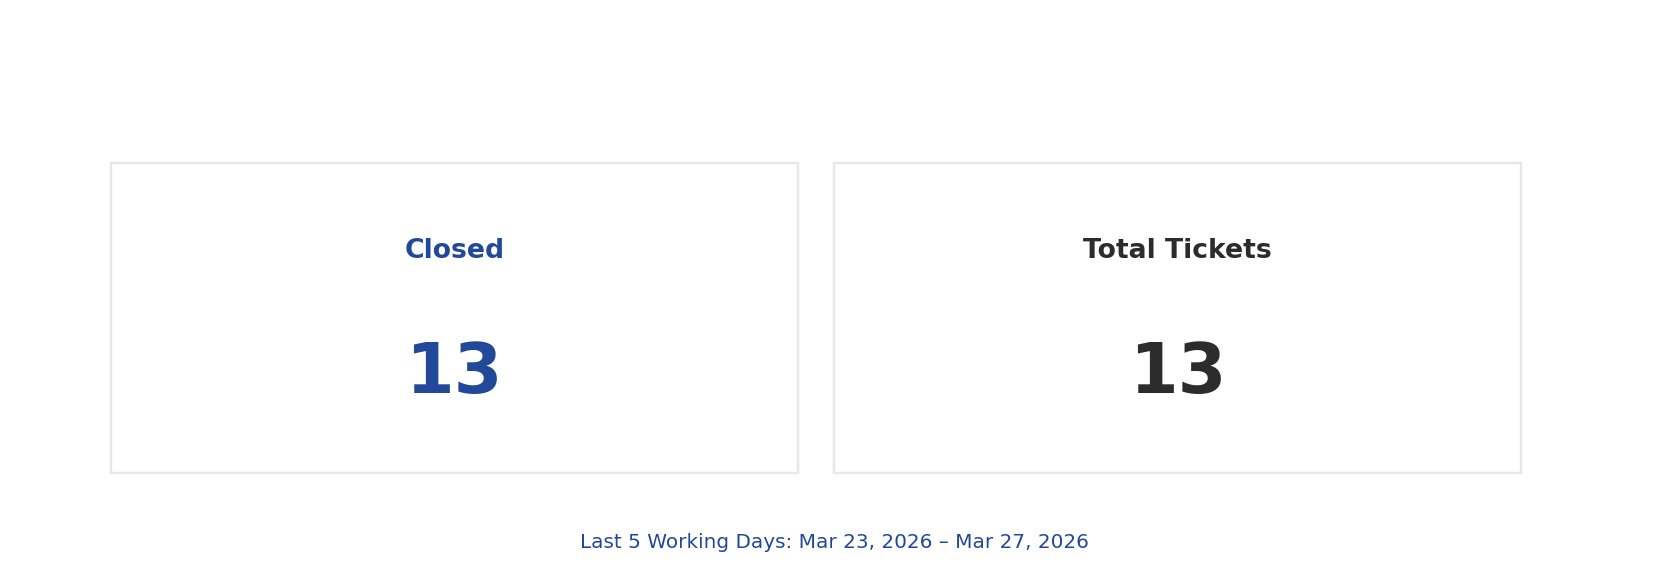 Closed
Total Tickets
13
13
Last 5 Working Days: Mar 23, 2026 – Mar 27, 2026